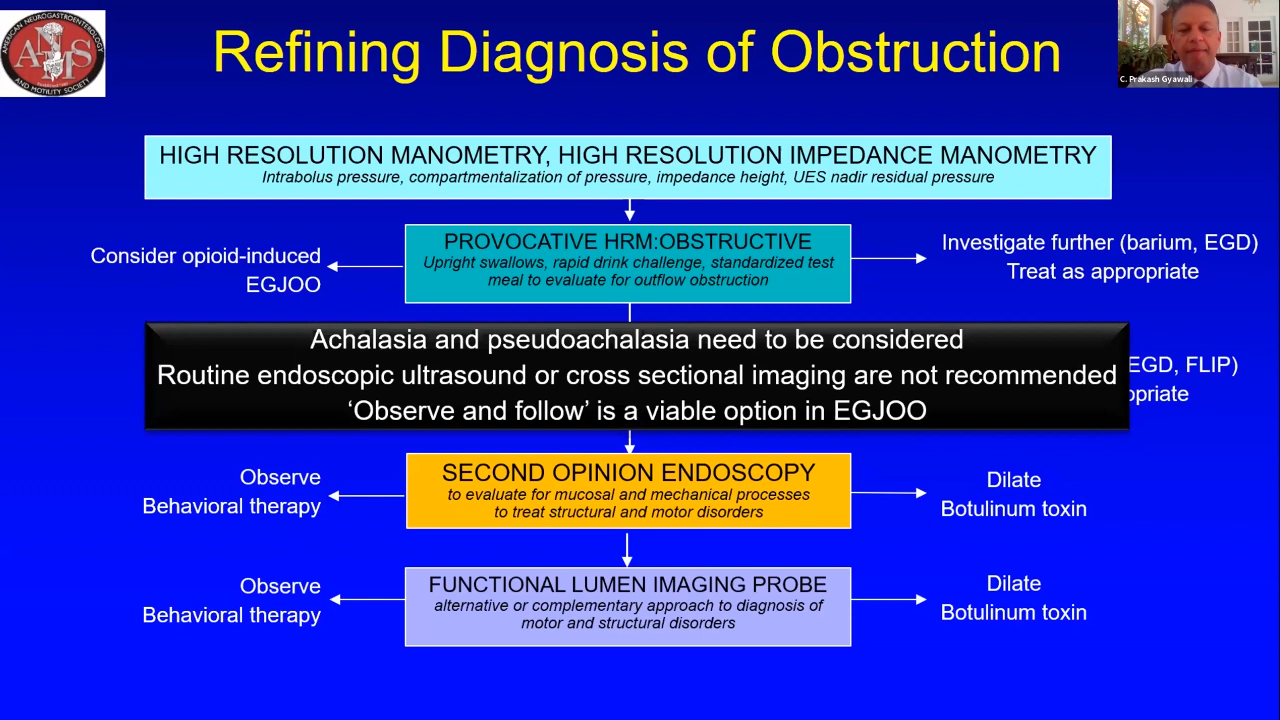 AMERICAN NEUROGASTROENTEROLOGY
ANMS
AND MOTILITY SOCIETY
Refining Diagnosis of Obstruction
C. Prakash Gyawali
HIGH RESOLUTION MANOMETRY, HIGH RESOLUTION IMPEDANCE MANOMETRY
Intrabolus pressure, compartmentalization of pressure, impedance height, UES nadir residual pressure
Consider opioid-induced
EGJOO
PROVOCATIVE HRM:OBSTRUCTIVE
Upright swallows, rapid drink challenge, standardized test
meal to evaluate for outflow obstruction
Investigate further (barium, EGD)
Treat as appropriate
Achalasia and pseudoachalasia need to be considered
Routine endoscopic ultrasound or cross sectional imaging are not recommended
‘Observe and follow’ is a viable option in EGJOO
EGD, FLIP)
opriate
Observe
Behavioral therapy
SECOND OPINION ENDOSCOPY
to evaluate for mucosal and mechanical processes
to treat structural and motor disorders
Dilate
Botulinum toxin
Observe
Behavioral therapy
FUNCTIONAL LUMEN IMAGING PROBE
alternative or complementary approach to diagnosis of
motor and structural disorders
Dilate
Botulinum toxin